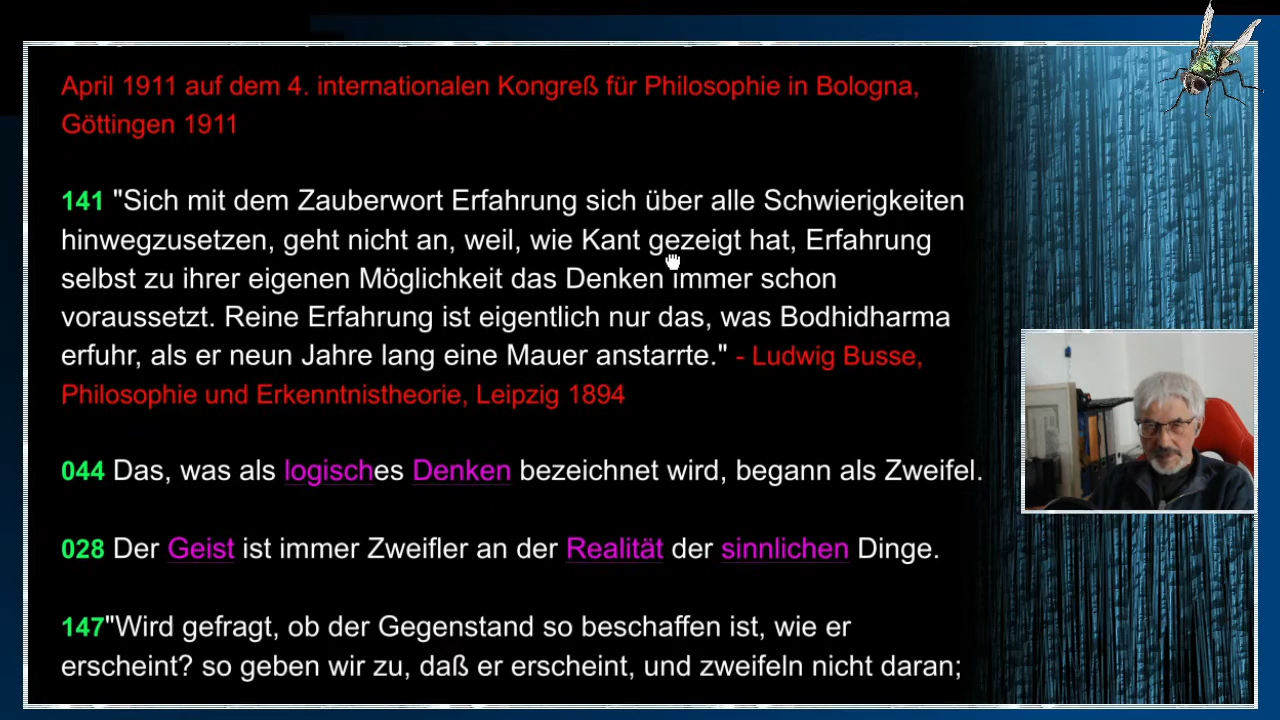 April 1911 auf dem 4. internationalen Kongreß für Philosophie in Bologna,
Göttingen 1911
141 "Sich mit dem Zauberwort Erfahrung sich über alle Schwierigkeiten
hinwegzusetzen, geht nicht an, weil, wie Kant gezeigt hat, Erfahrung
selbst zu ihrer eigenen Möglichkeit das Denken immer schon
voraussetzt. Reine Erfahrung ist eigentlich nur das, was Bodhidharma
erfuhr, als er neun Jahre lang eine Mauer anstarrte." - Ludwig Busse,
Philosophie und Erkenntnistheorie, Leipzig 1894
044 Das, was als logisches Denken bezeichnet wird, begann als Zweifel.
028 Der Geist ist immer Zweifler an der Realität der sinnlichen Dinge.
147"Wird gefragt, ob der Gegenstand so beschaffen ist, wie er
erscheint? so geben wir zu, daß er erscheint, und zweifeln nicht daran;